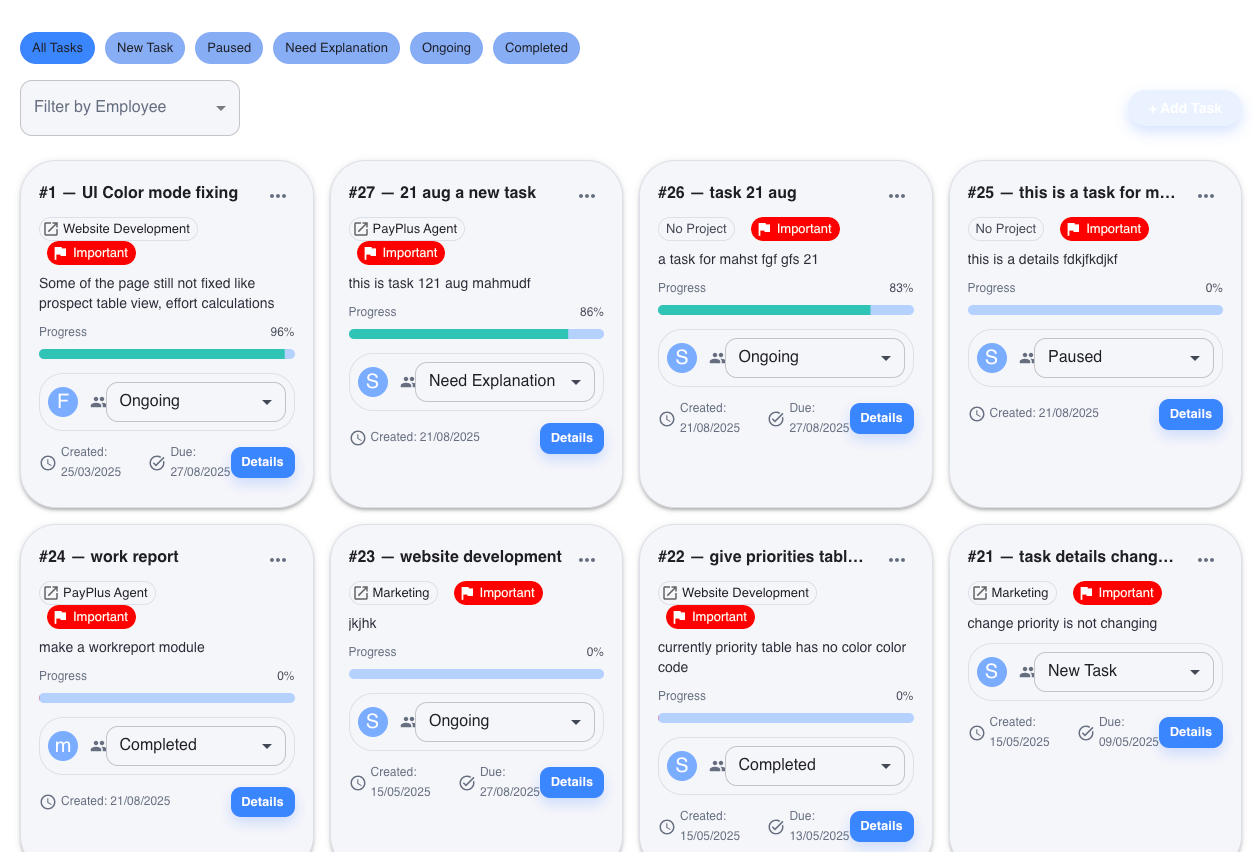 All Tasks
New Task
Paused
Need Explanation
Ongoing
Completed
Filter by Employee
+ Add Task
#1 — UI Color mode fixing
Website Development
Important
Some of the page still not fixed like
prospect table view, effort calculations
Progress
96%
F
Ongoing
Created:
25/03/2025
Due:
27/08/2025
Details
#27 — 21 aug a new task
PayPlus Agent
Important
this is task 121 aug mahmudf
Progress
86%
S
Need Explanation
Created: 21/08/2025
Details
#26 — task 21 aug
No Project
Important
a task for mahst fgf gfs 21
Progress
83%
S
Ongoing
Created:
21/08/2025
Due:
27/08/2025
Details
#25 — this is a task for m...
No Project
Important
this is a details fdkjfkdjkf
Progress
0%
S
Paused
Created: 21/08/2025
Details
#24 — work report
PayPlus Agent
Important
make a workreport module
Progress
0%
m
Completed
Created: 21/08/2025
Details
#23 — website development
Marketing
Important
jkjhk
Progress
0%
S
Ongoing
Created:
15/05/2025
Due:
27/08/2025
Details
#22 — give priorities tabl...
Website Development
Important
currently priority table has no color color
code
Progress
0%
S
Completed
Created:
15/05/2025
Due:
13/05/2025
Details
#21 — task details chang...
Marketing
Important
change priority is not changing
S
New Task
Created:
15/05/2025
Due:
09/05/2025
Details